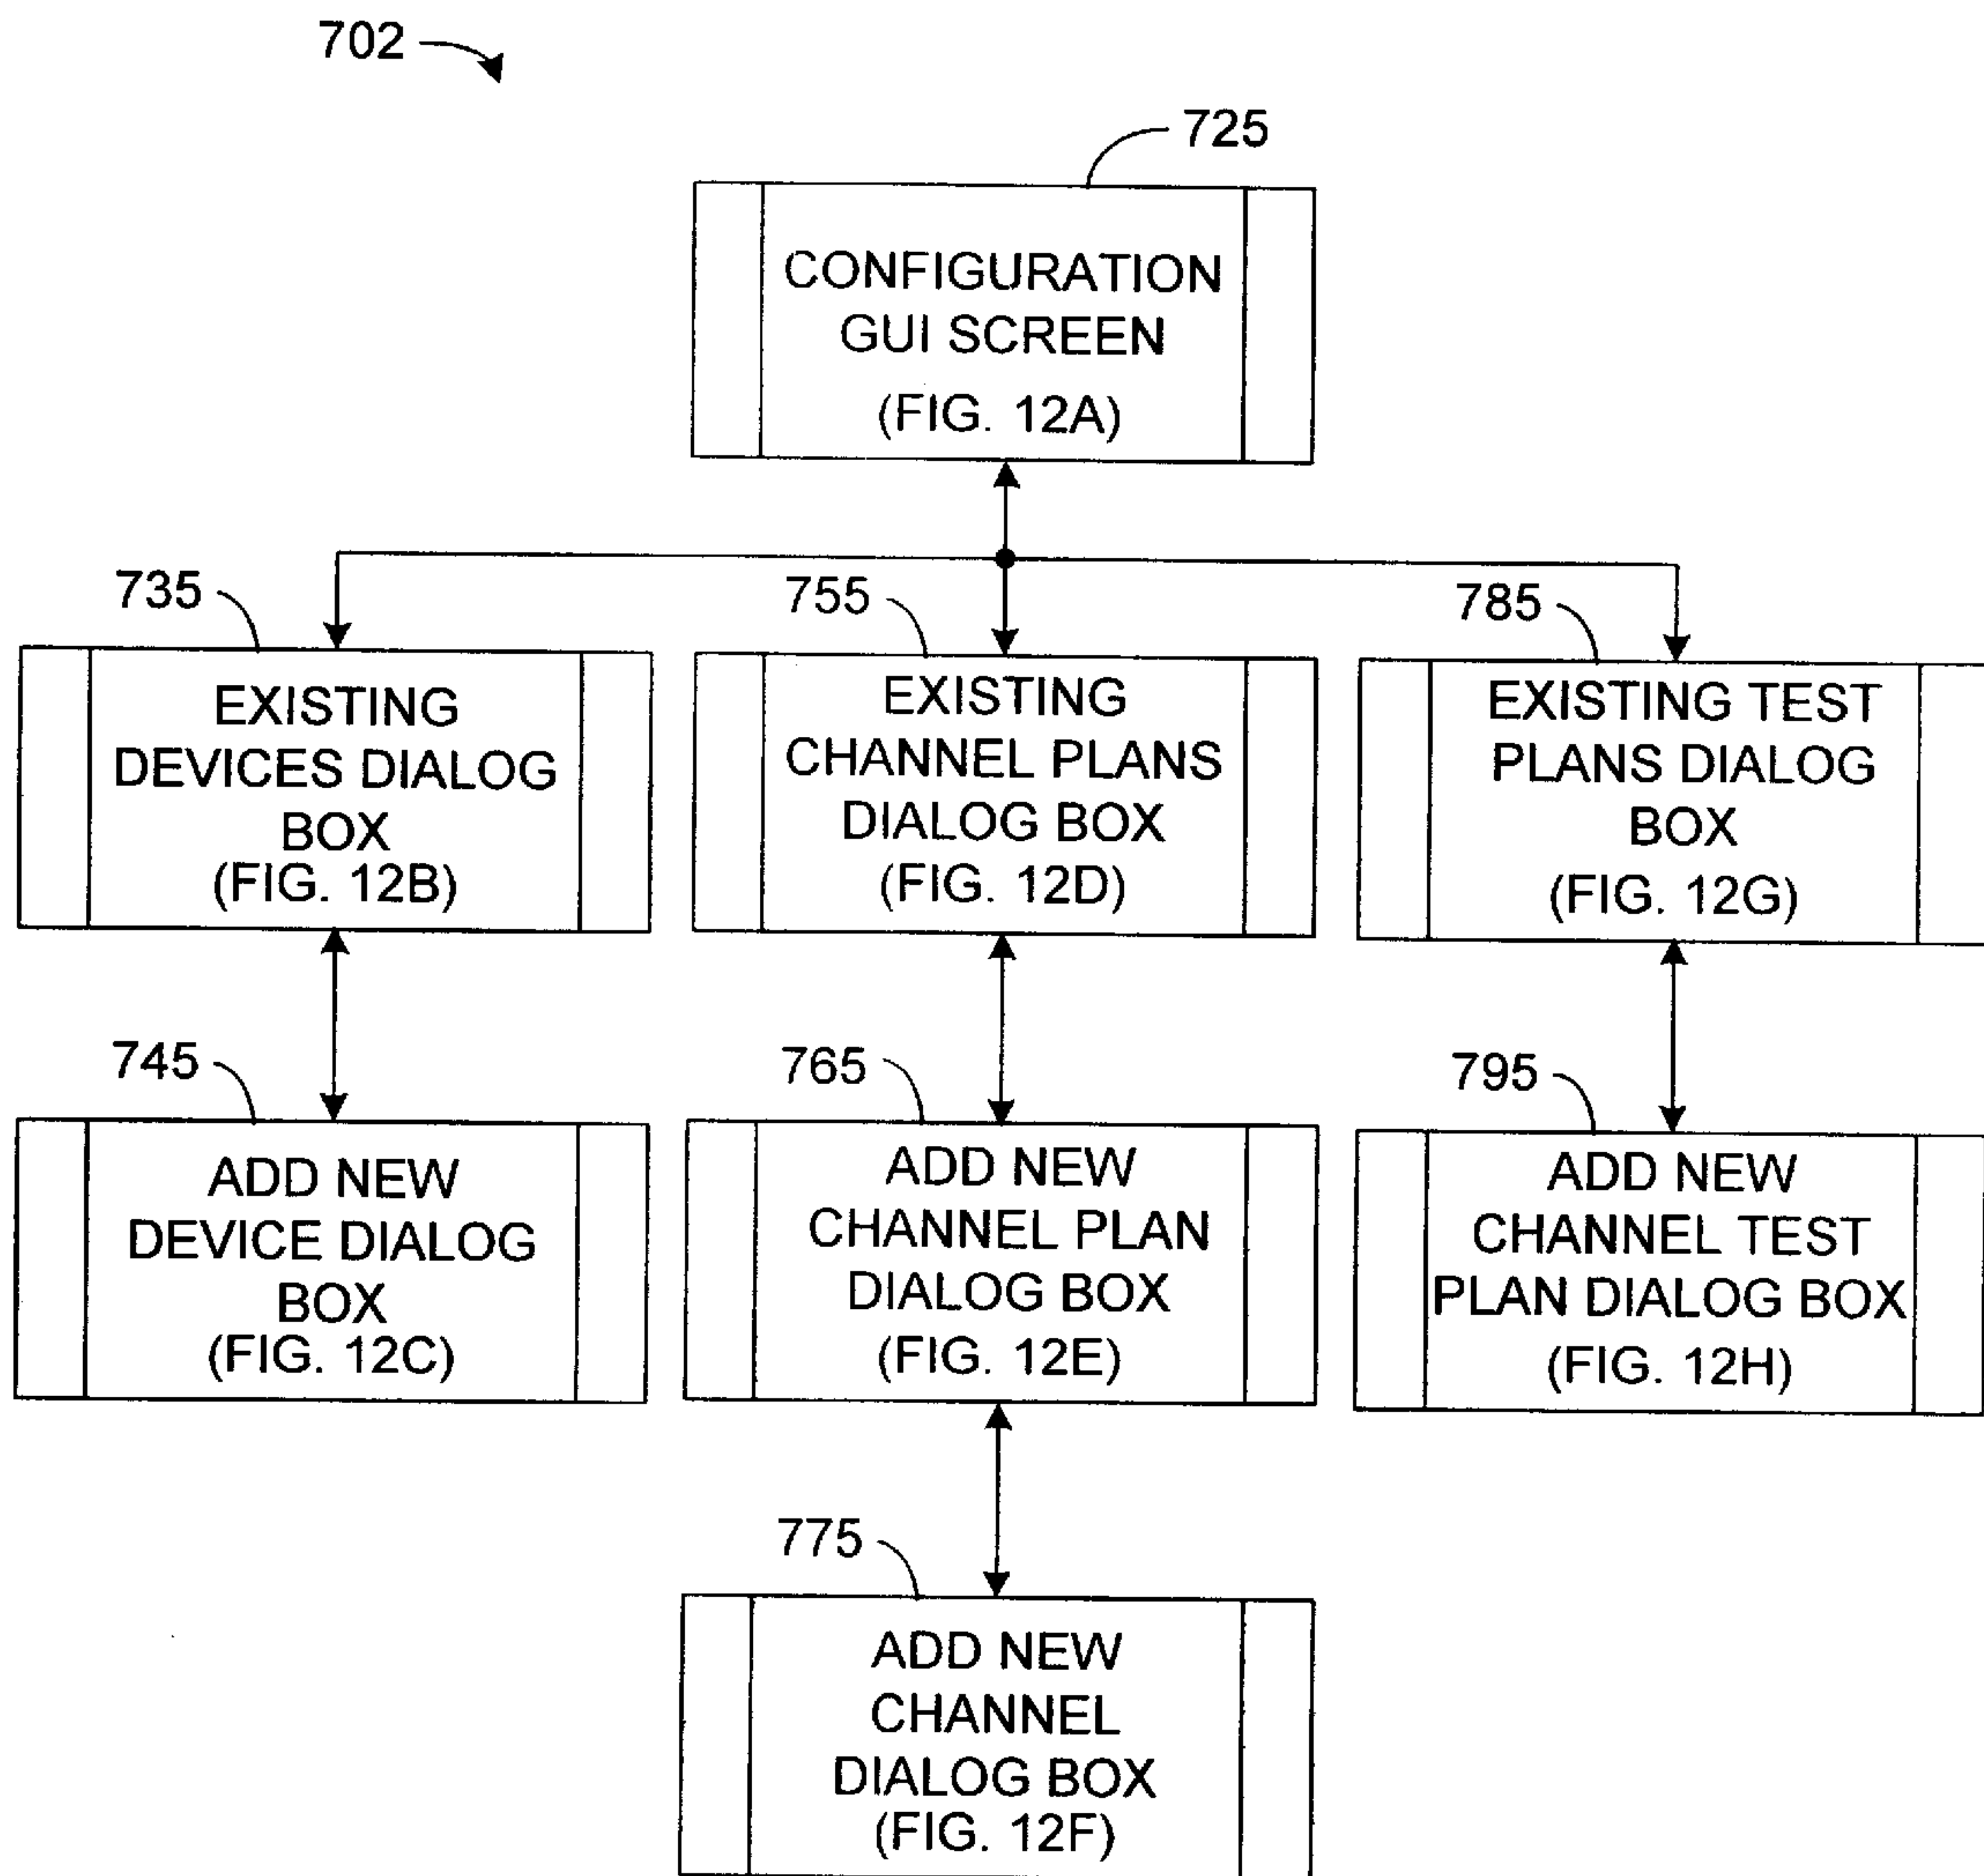 702
725
CONFIGURATION
GUI SCREEN
(FIG. 12A)
735
EXISTING
DEVICES DIALOG
BOX
(FIG. 12B)
755
EXISTING
CHANNEL PLANS
DIALOG BOX
(FIG. 12D)
785
EXISTING TEST
PLANS DIALOG
BOX
(FIG. 12G)
745
ADD NEW
DEVICE DIALOG
BOX
(FIG. 12C)
765
ADD NEW
CHANNEL PLAN
DIALOG BOX
(FIG. 12E)
795
ADD NEW
CHANNEL TEST
PLAN DIALOG BOX
(FIG. 12H)
775
ADD NEW
CHANNEL
DIALOG BOX
(FIG. 12F)